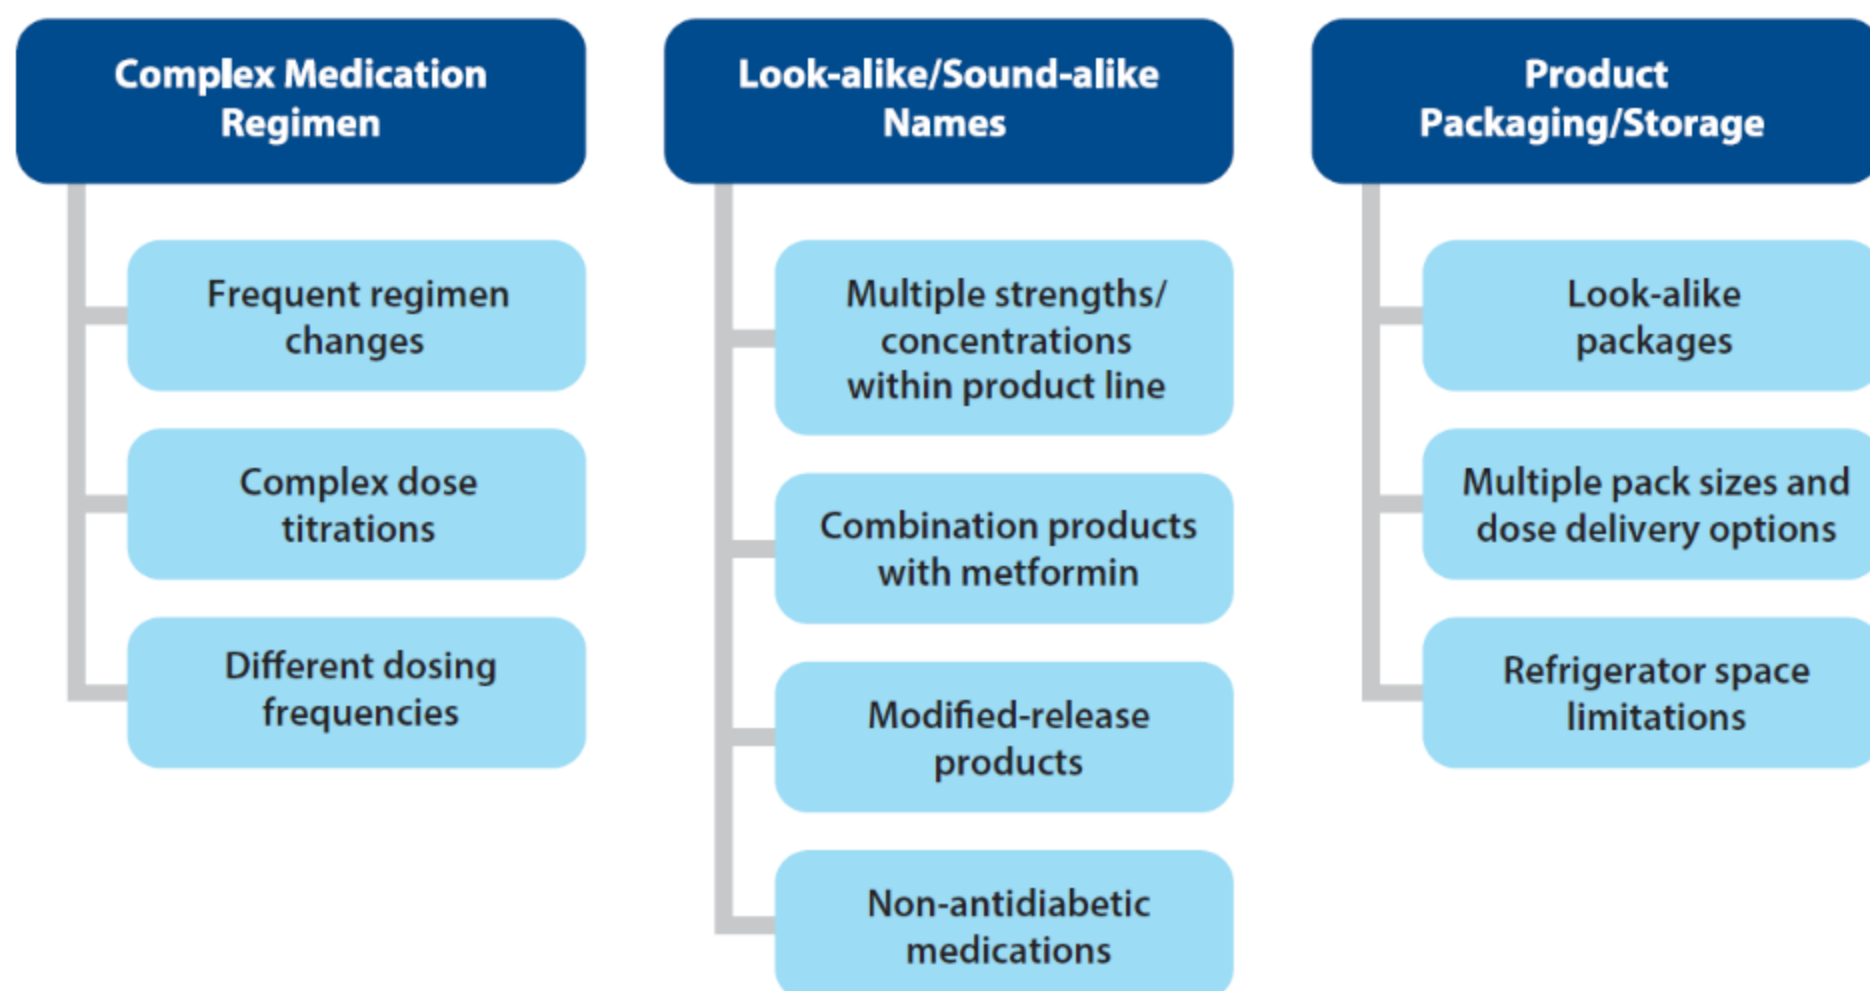 Complex Medication
Regimen
Frequent regimen
changes
Complex dose
titrations
Different dosing
frequencies
Look-alike/Sound-alike
Names
Multiple strengths/
concentrations
within product line
Combination products
with metformin
Modified-release
products
Non-antidiabetic
medications
Product
Packaging/Storage
Look-alike
packages
Multiple pack sizes and
dose delivery options
Refrigerator space
limitations